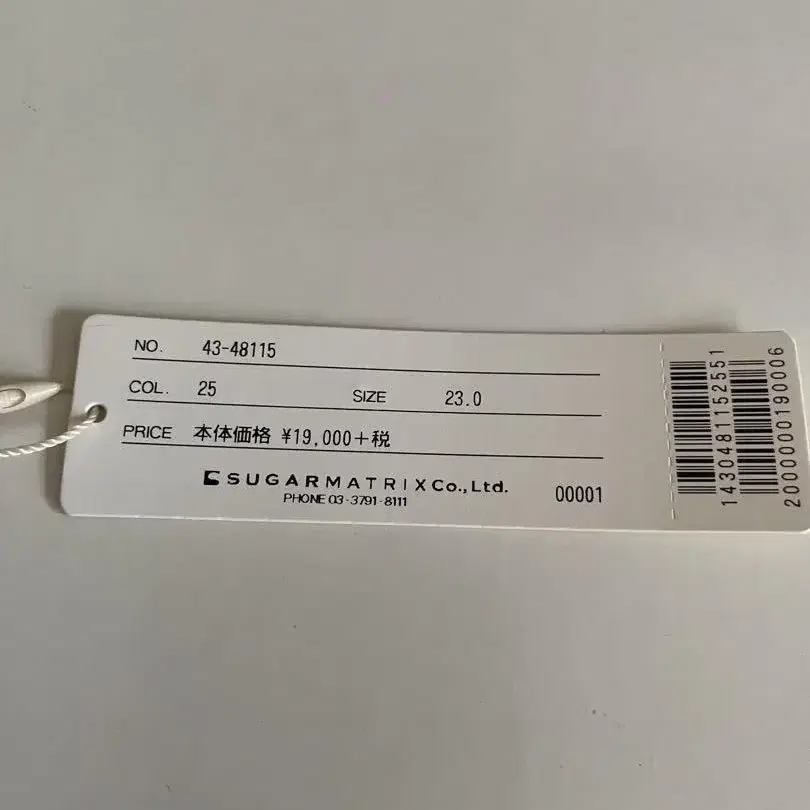 NO. 43-48115
COL. 25 SIZE 23.0
PRICE 本体価格 ¥19,000+税
SUGARMATRIX Co., Ltd.
PHONE 03-3791-8111
00001
1430481152551
2000000190006